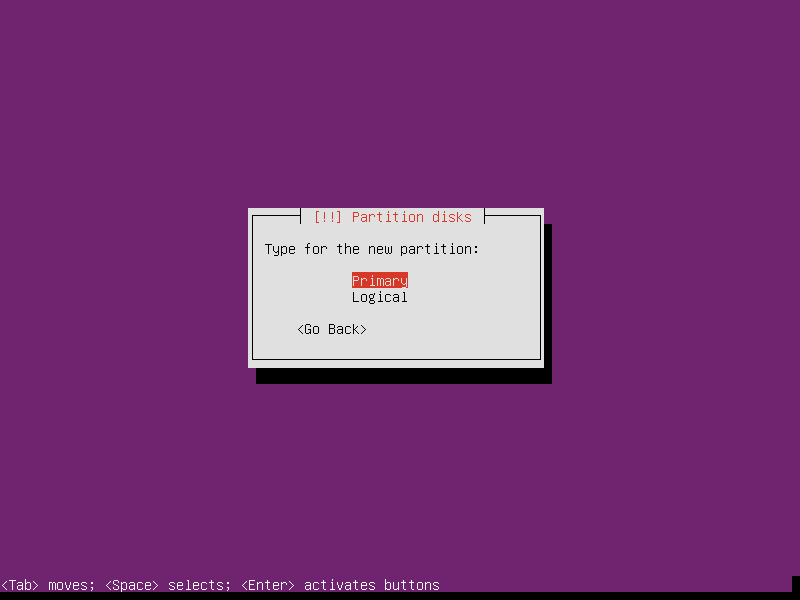 [!!] Partition disks
Type for the new partition:
Primary
Logical
<Go Back>
<Tab> moves; <Space> selects; <Enter> activates buttons